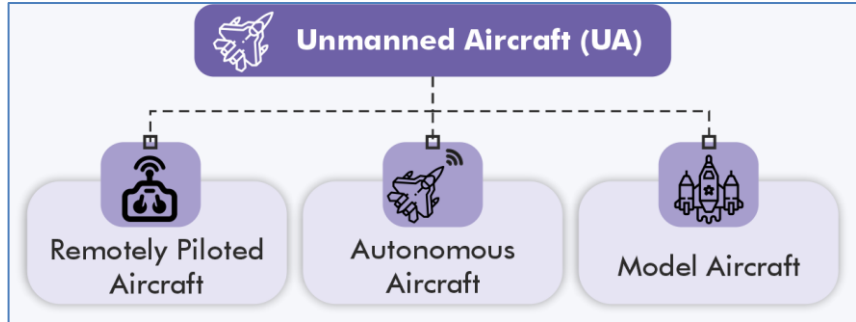 Unmanned Aircraft (UA)
Remotely Piloted
Aircraft
Autonomous
Aircraft
Model Aircraft